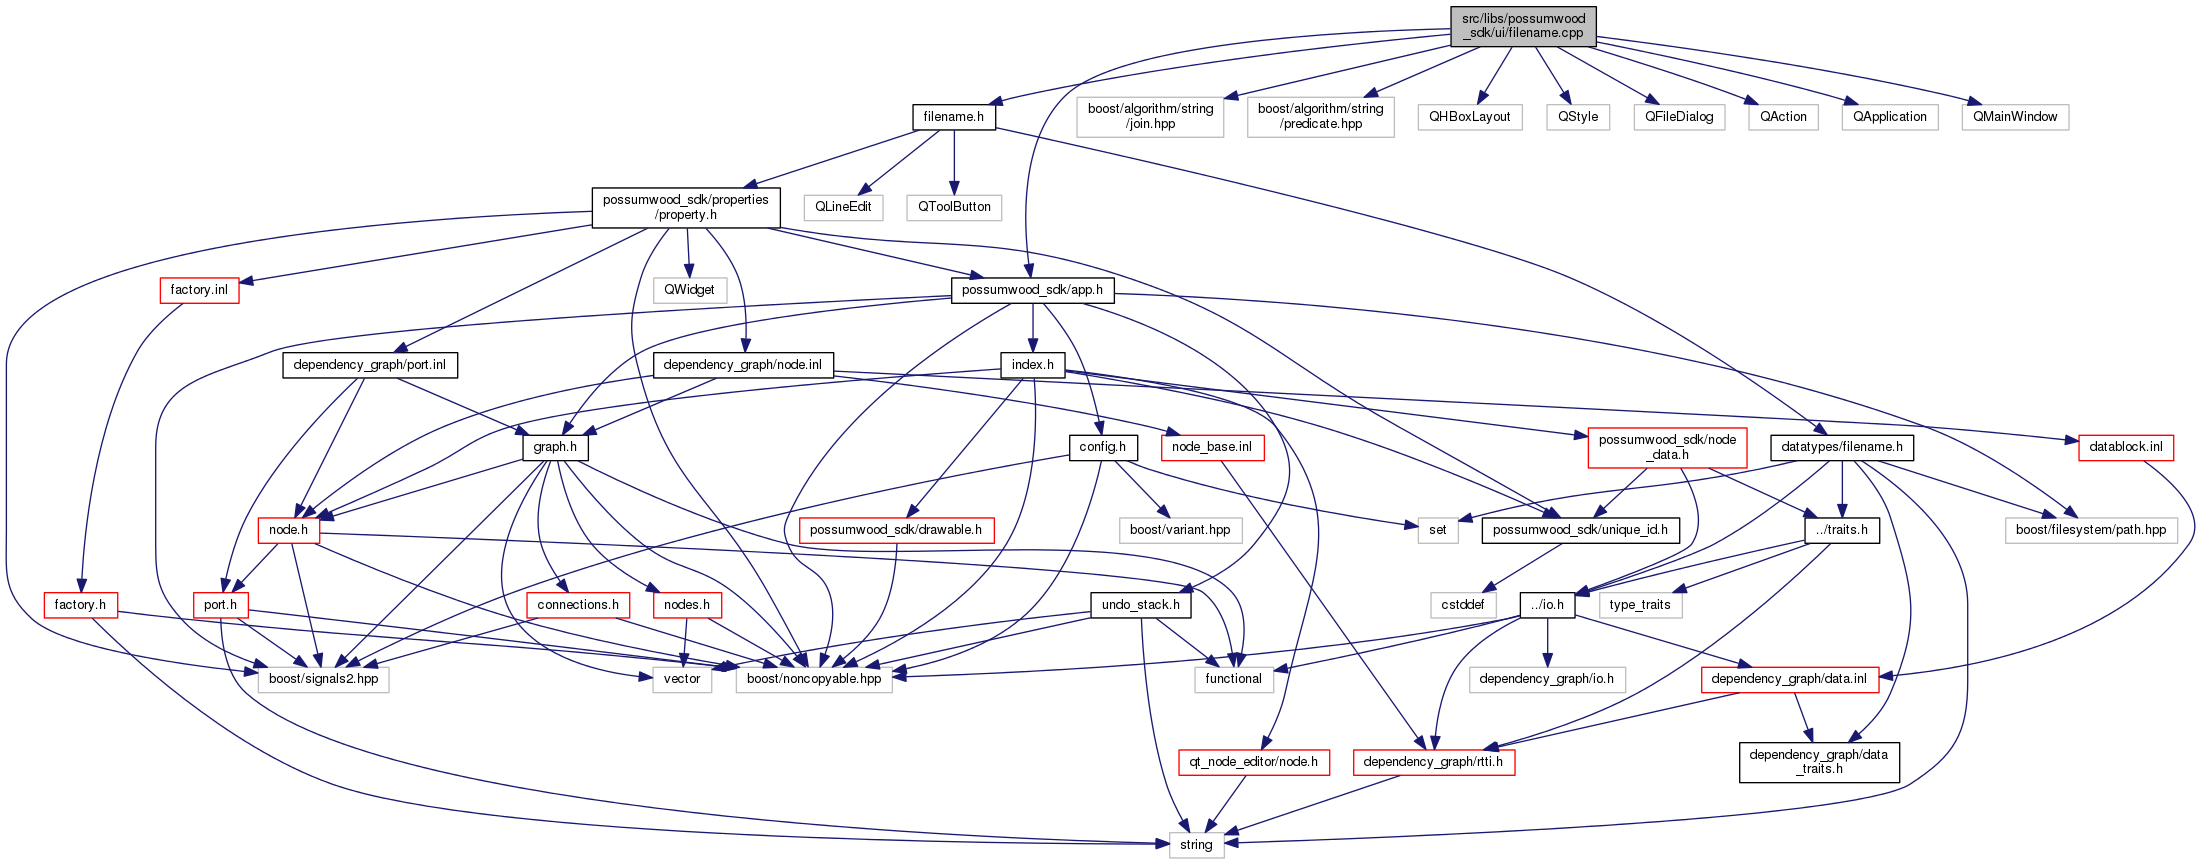 src/libs/possumwood
_sdk/ui/filename.cpp
filename.h
boost/algorithm/string
/join.hpp
boost/algorithm/string
/predicate.hpp
QHBoxLayout
QStyle
QFileDialog
QAction
QApplication
QMainWindow
possumwood_sdk/properties
/property.h
QLineEdit
QToolButton
factory.inl
QWidget
possumwood_sdk/app.h
dependency_graph/port.inl
dependency_graph/node.inl
index.h
graph.h
config.h
node_base.inl
possumwood_sdk/node
_data.h
datatypes/filename.h
datablock.inl
node.h
possumwood_sdk/drawable.h
boost/variant.hpp
set
possumwood_sdk/unique_id.h
../traits.h
boost/filesystem/path.hpp
factory.h
port.h
connections.h
nodes.h
undo_stack.h
cstddef
../io.h
type_traits
boost/signals2.hpp
vector
boost/noncopyable.hpp
functional
dependency_graph/io.h
dependency_graph/data.inl
qt_node_editor/node.h
dependency_graph/rtti.h
dependency_graph/data
_traits.h
string